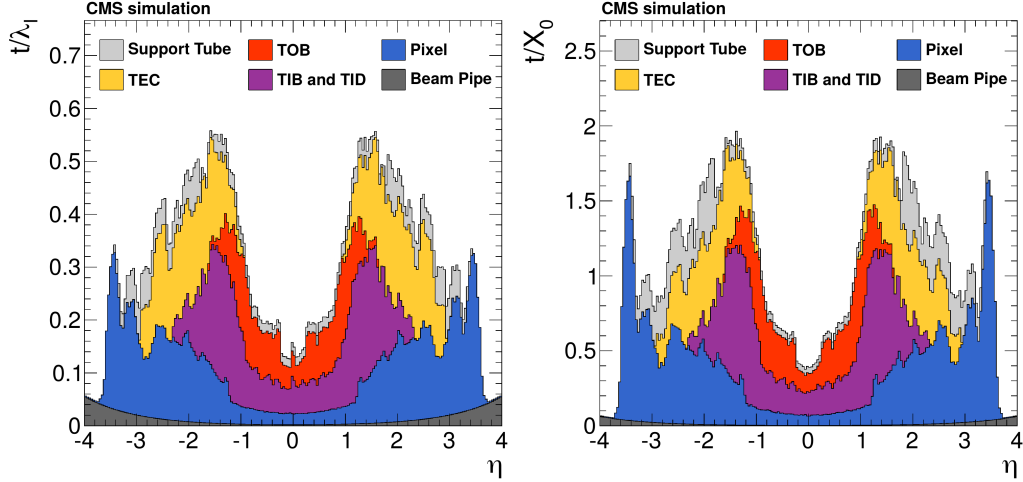 CMS simulation
t/λI
Support Tube TOB Pixel
TEC TIB and TID Beam Pipe
0.7
0.6
0.5
0.4
0.3
0.2
0.1
0
-4 -3 -2 -1 0 1 2 3 4
η
CMS simulation
t/X0
Support Tube TOB Pixel
TEC TIB and TID Beam Pipe
2.5
2
1.5
1
0.5
0
-4 -3 -2 -1 0 1 2 3 4
η